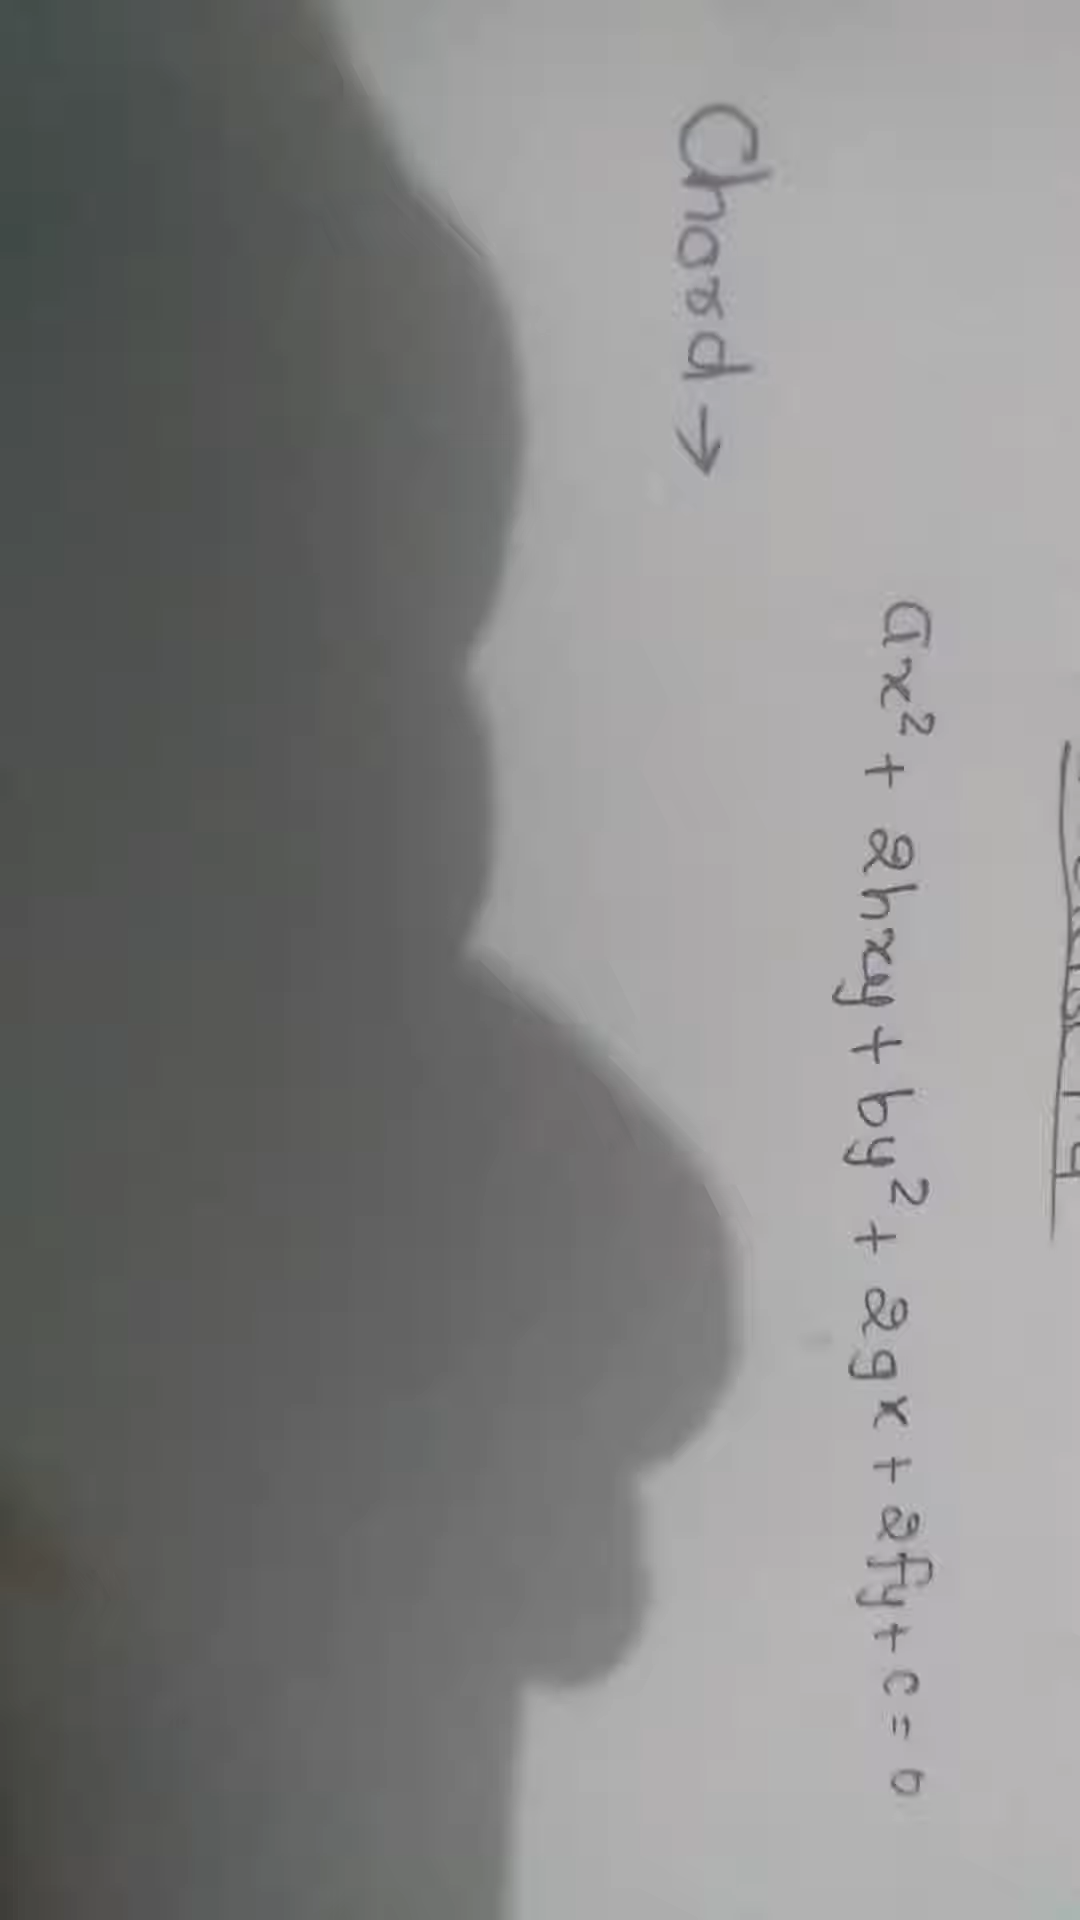 ax² + 2hxy + by² + 2gx + 2fy + c = 0
Chord →